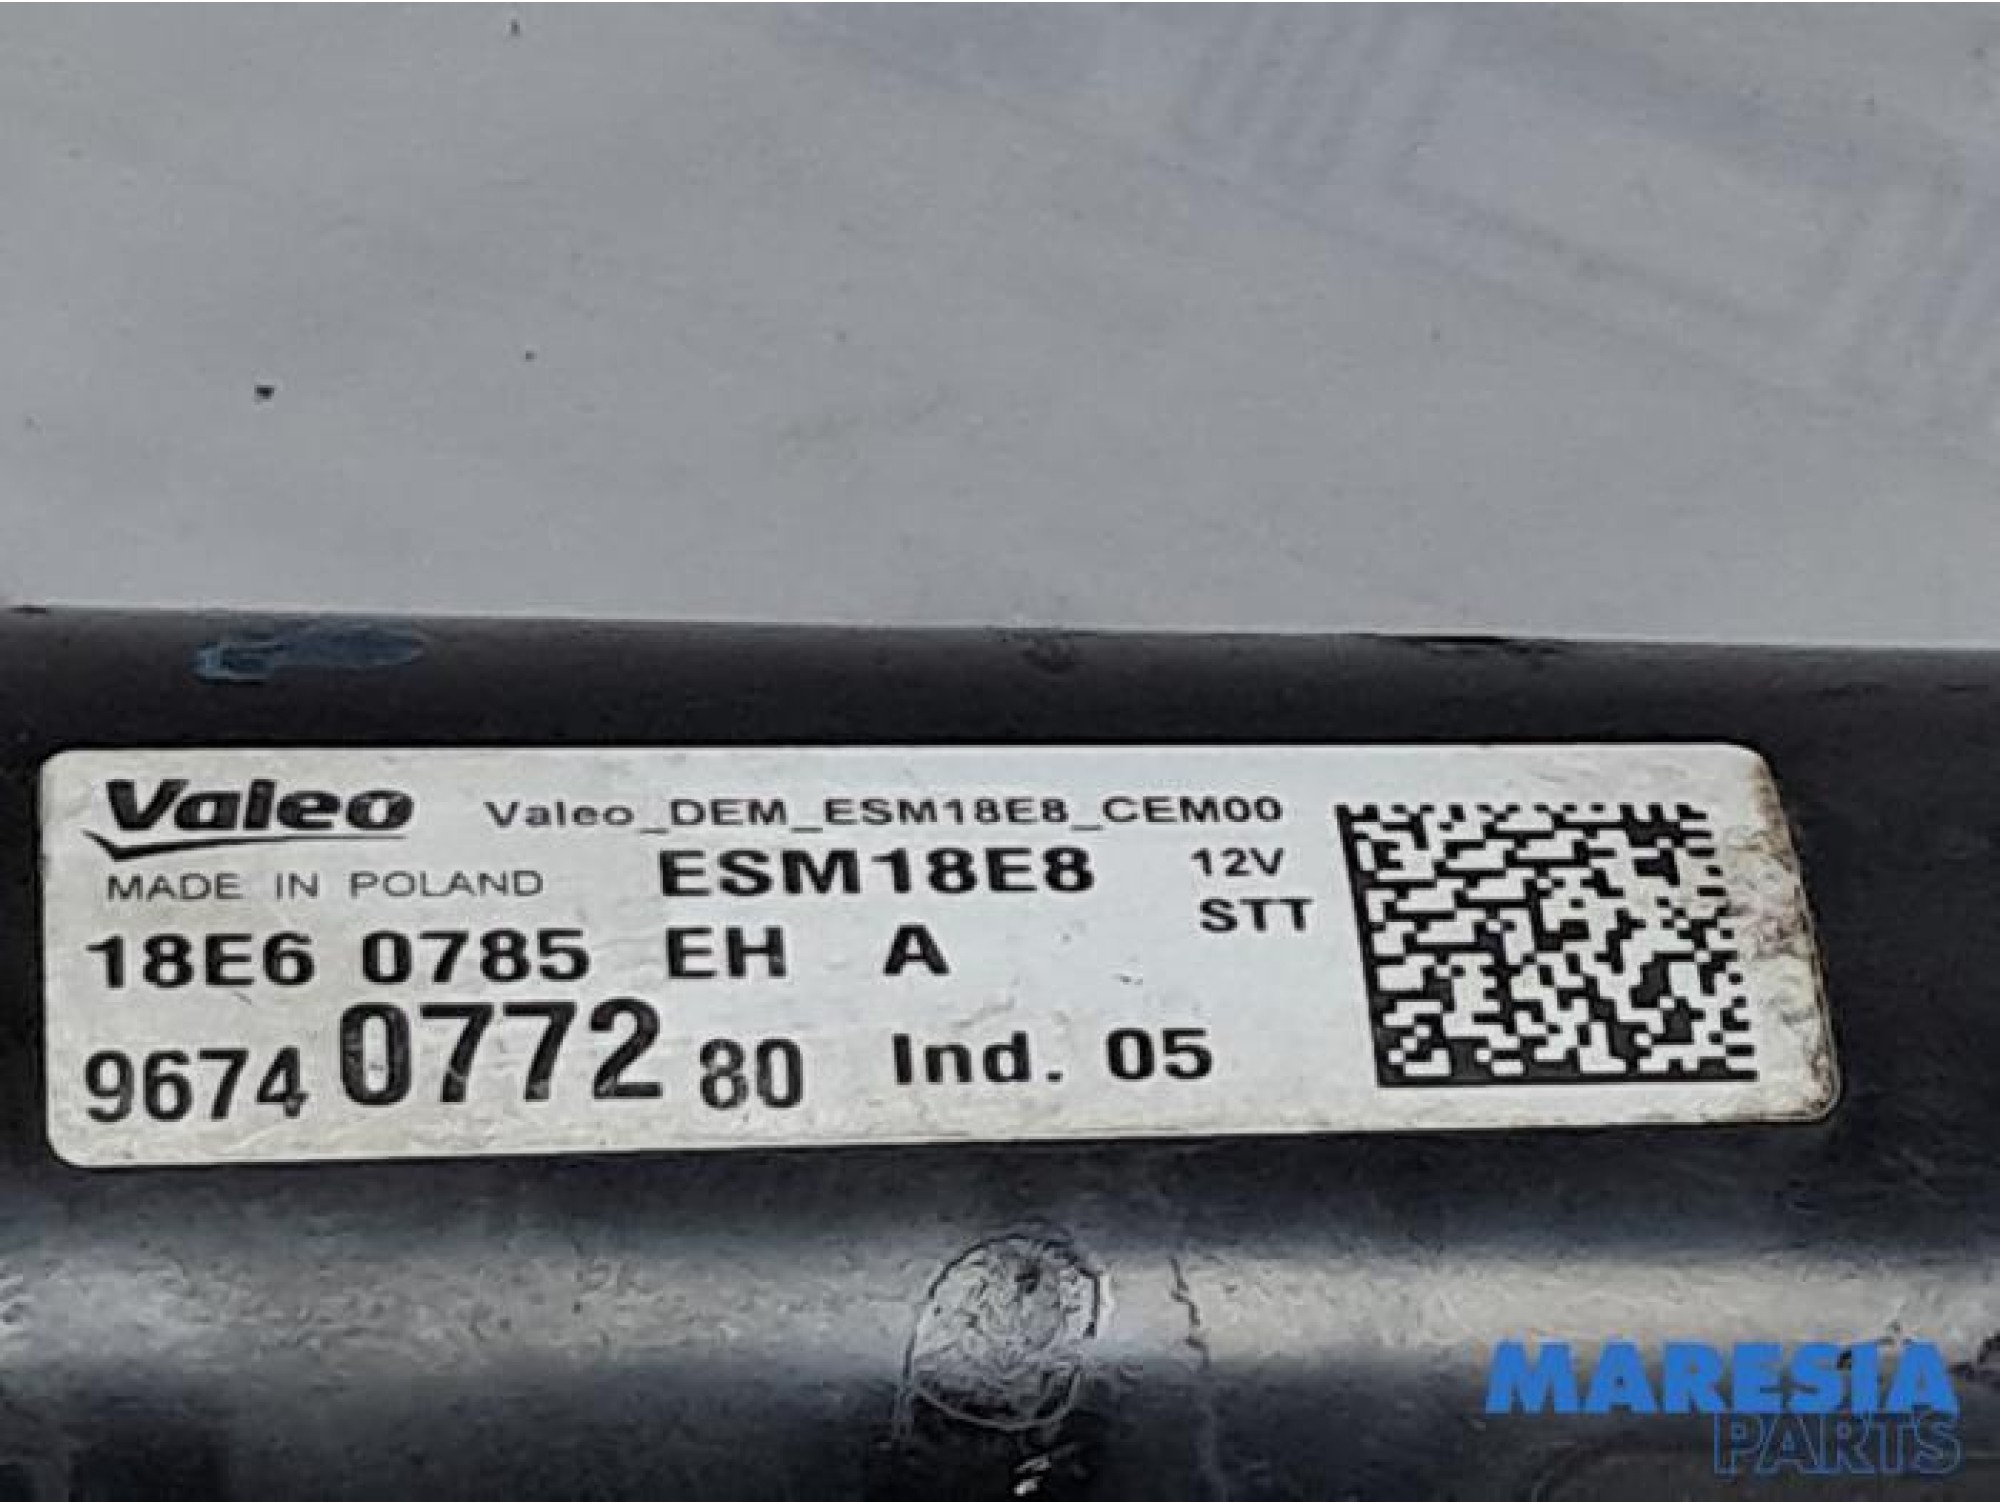 Valeo Valeo_DEM_ESM18E8_CEM00
MADE IN POLAND ESM18E8 12V
STT
18E6 0785 EH A
9674 0772 80 Ind. 05
MARESIA
PARTS